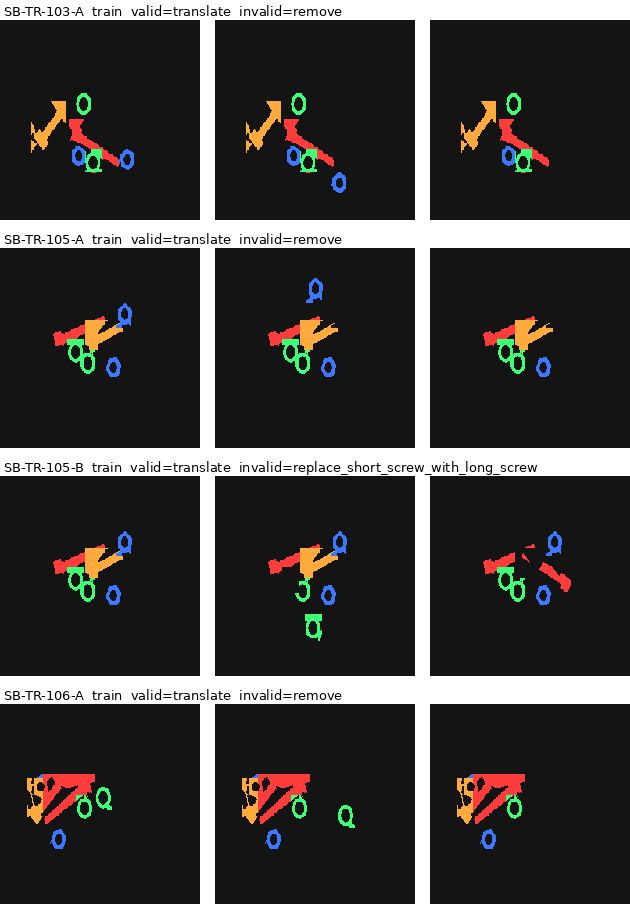 SB-TR-103-A train valid=translate invalid=remove
SB-TR-105-A train valid=translate invalid=remove
SB-TR-105-B train valid=translate invalid=replace_short_screw_with_long_screw
SB-TR-106-A train valid=translate invalid=remove